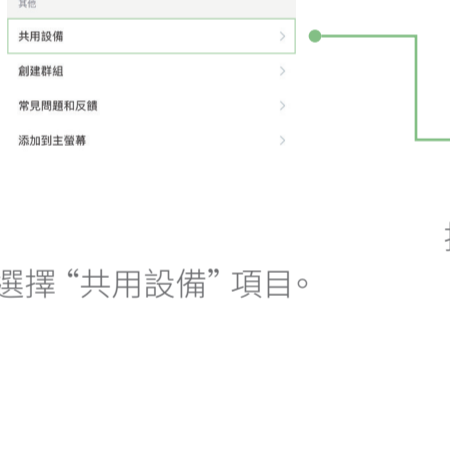 其他
共用設備
創建群組
常見問題和反饋
添加到主螢幕
選擇“共用設備”項目。